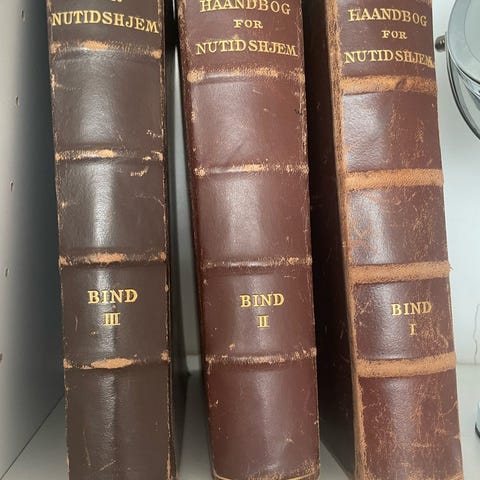 NUTIDSHJEM
BIND
III
HAANDBOG
FOR
NUTIDSHJEM
BIND
II
HAANDBOG
FOR
NUTIDSHJEM
BIND
I